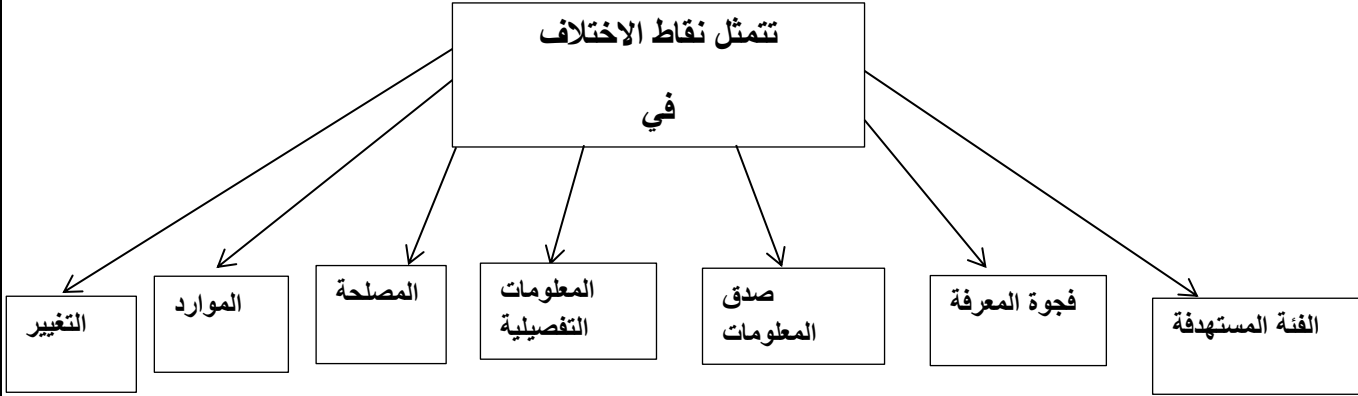 تتمثل نقاط الاختلاف
في
الفئة المستهدفة
فجوة المعرفة
صدق
المعلومات
المعلومات
التفصيلية
المصلحة
الموارد
التغيير